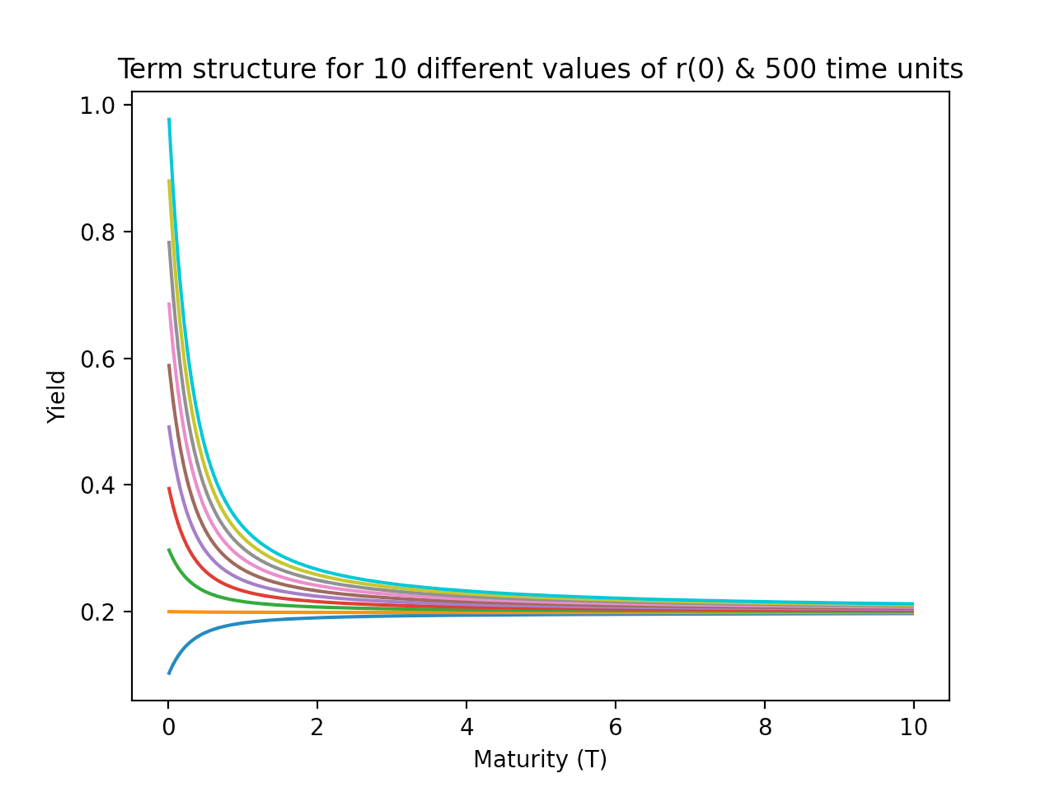 Term structure for 10 different values of r(0) & 500 time units
1.0
0.8
0.6
0.4
0.2
Yield
0 2 4 6 8 10
Maturity (T)